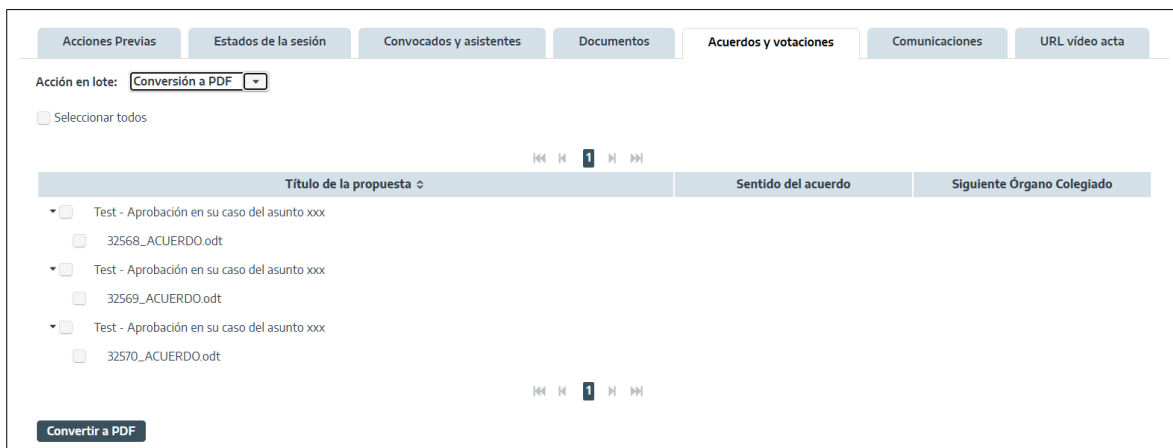 Acciones Previas Estados de la sesión Convocados y asistentes Documentos Acuerdos y votaciones Comunicaciones URL vídeo acta
Acción en lote: Conversión a PDF
Seleccionar todos
1
Título de la propuesta Sentido del acuerdo Siguiente Órgano Colegiado
Test - Aprobación en su caso del asunto xxx
32568_ACUERDO.odt
Test - Aprobación en su caso del asunto xxx
32569_ACUERDO.odt
Test - Aprobación en su caso del asunto xxx
32570_ACUERDO.odt
1
Convertir a PDF